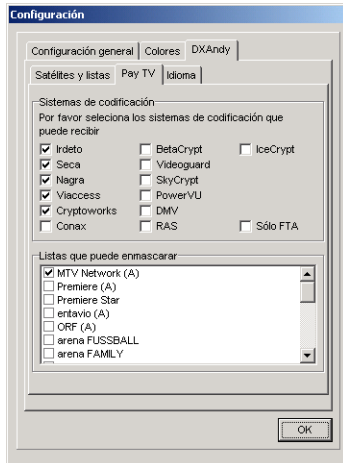 Configuración
Configuración general Colores DXAndy
Satélites y listas Pay TV Idioma
Sistemas de codificación
Por favor selecciona los sistemas de codificación que
puede recibir
Irdeto BetaCrypt IceCrypt
Seca Videoguard
Nagra SkyCrypt
Viaccess PowerVU
Cryptoworks DMV
Conax RAS Sólo FTA
Listas que puede enmascarar
MTV Network (A)
Premiere (A)
Premiere Star
entavio (A)
ORF (A)
arena FUSSBALL
arena FAMILY
OK